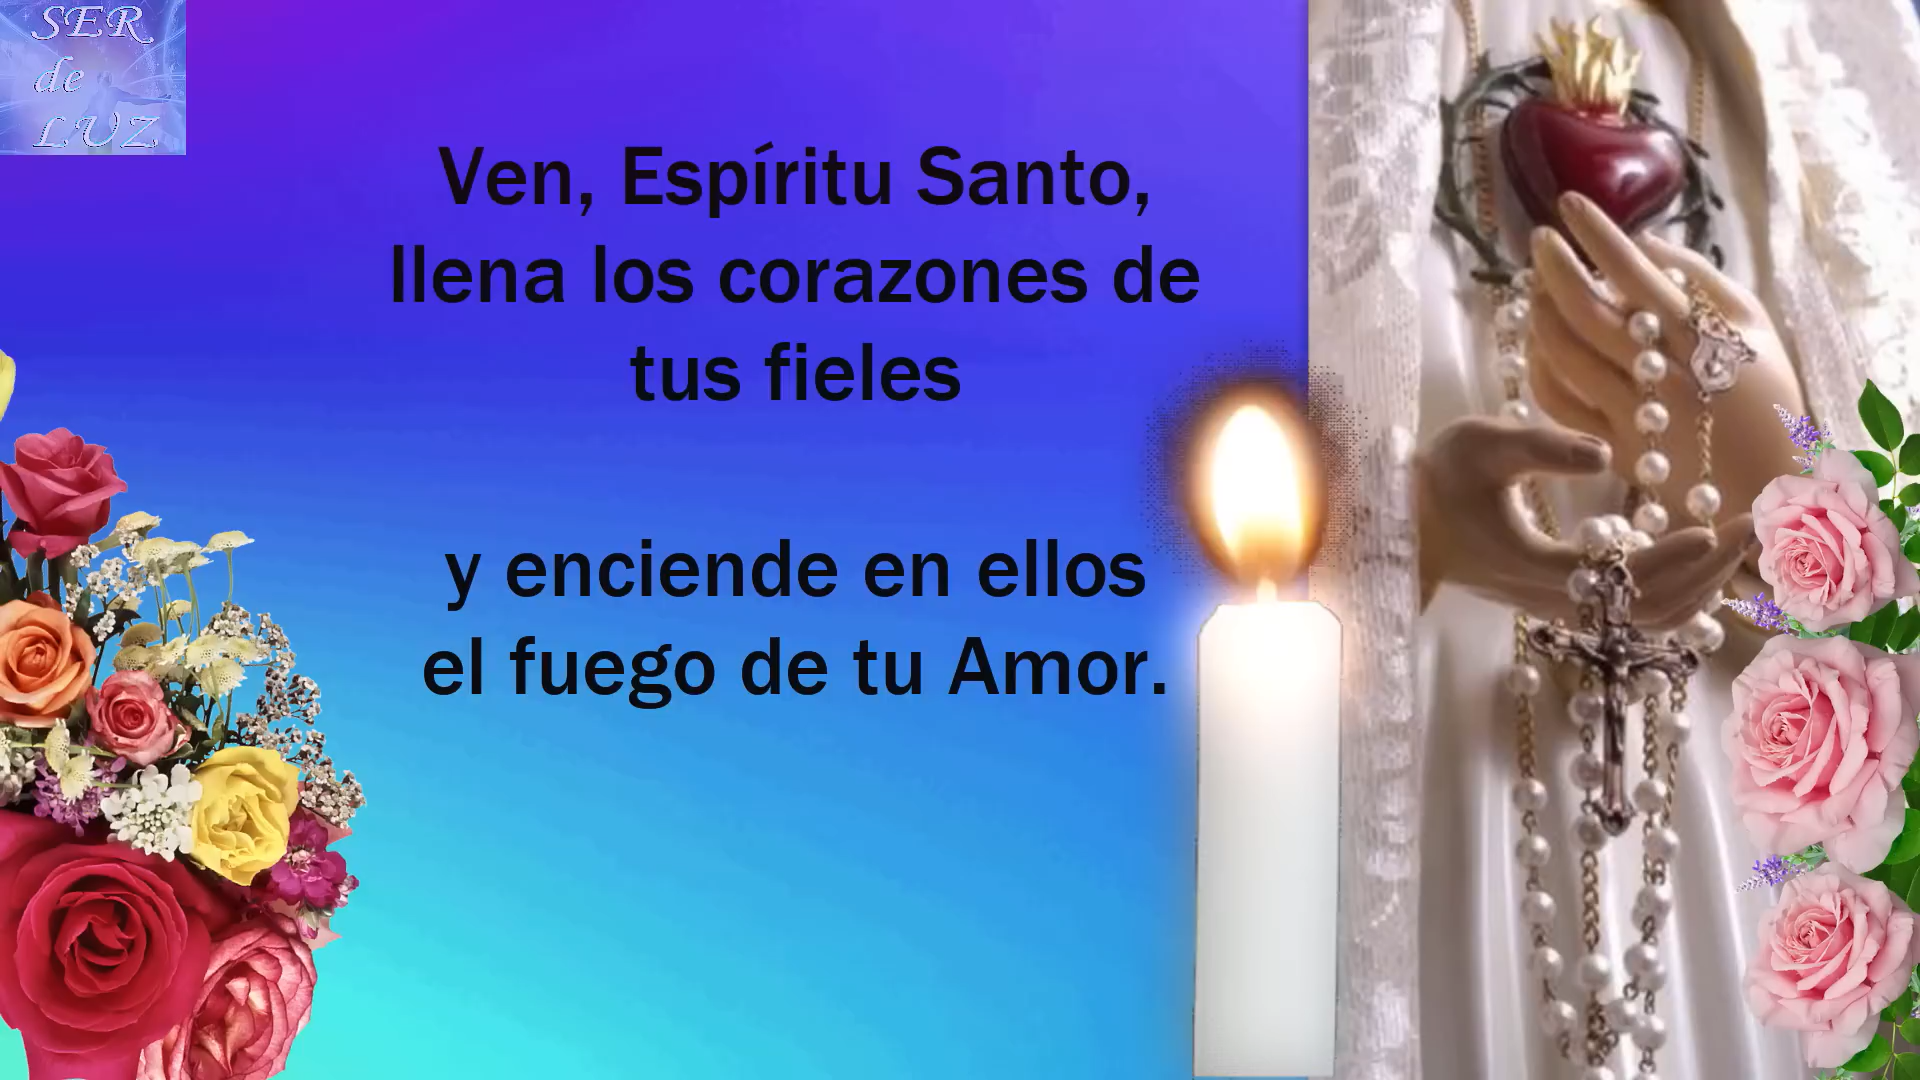 SER
de
LUZ
Ven, Espíritu Santo,
llena los corazones de
tus fieles
y enciende en ellos
el fuego de tu Amor.